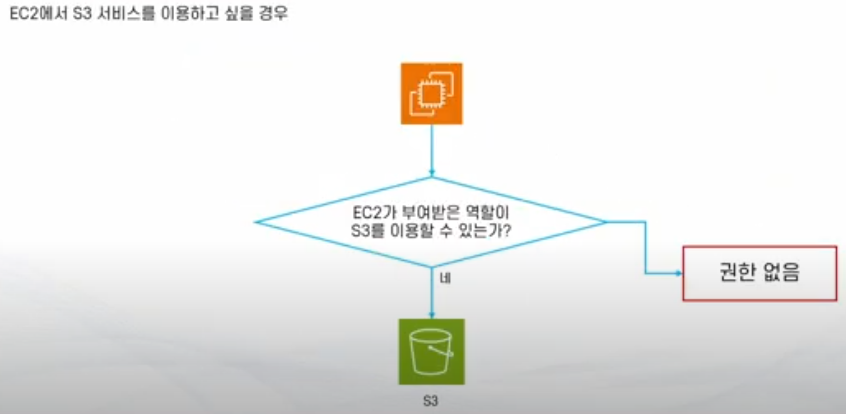 EC2에서 S3 서비스를 이용하고 싶을 경우
EC2가 부여받은 역할이
S3를 이용할 수 있는가?
권한 없음
네
S3